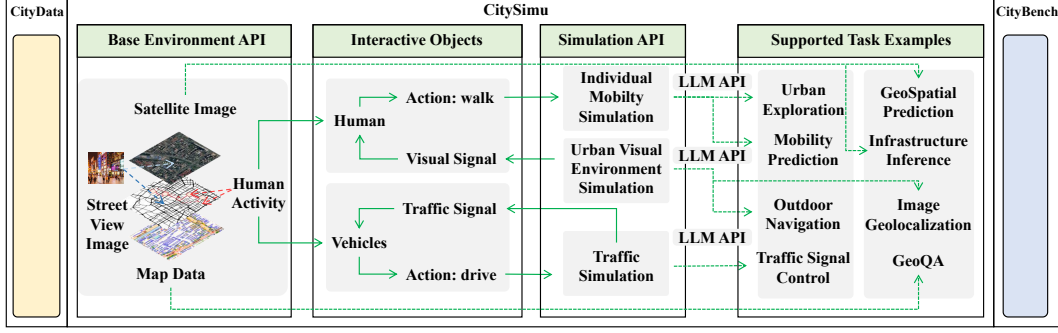 CityData
CitySimu
CityBench
Base Environment API
Interactive Objects
Simulation API
Supported Task Examples
Satellite Image
Street
View
Image
Map Data
Human
Activity
Action: walk
Human
Visual Signal
Traffic Signal
Vehicles
Action: drive
Individual
Mobilty
Simulation
Urban Visual
Environment
Simulation
Traffic
Simulation
LLM API
LLM API
LLM API
Urban
Exploration
Mobility
Prediction
Outdoor
Navigation
Traffic Signal
Control
GeoSpatial
Prediction
Infrastructure
Inference
Image
Geolocalization
GeoQA